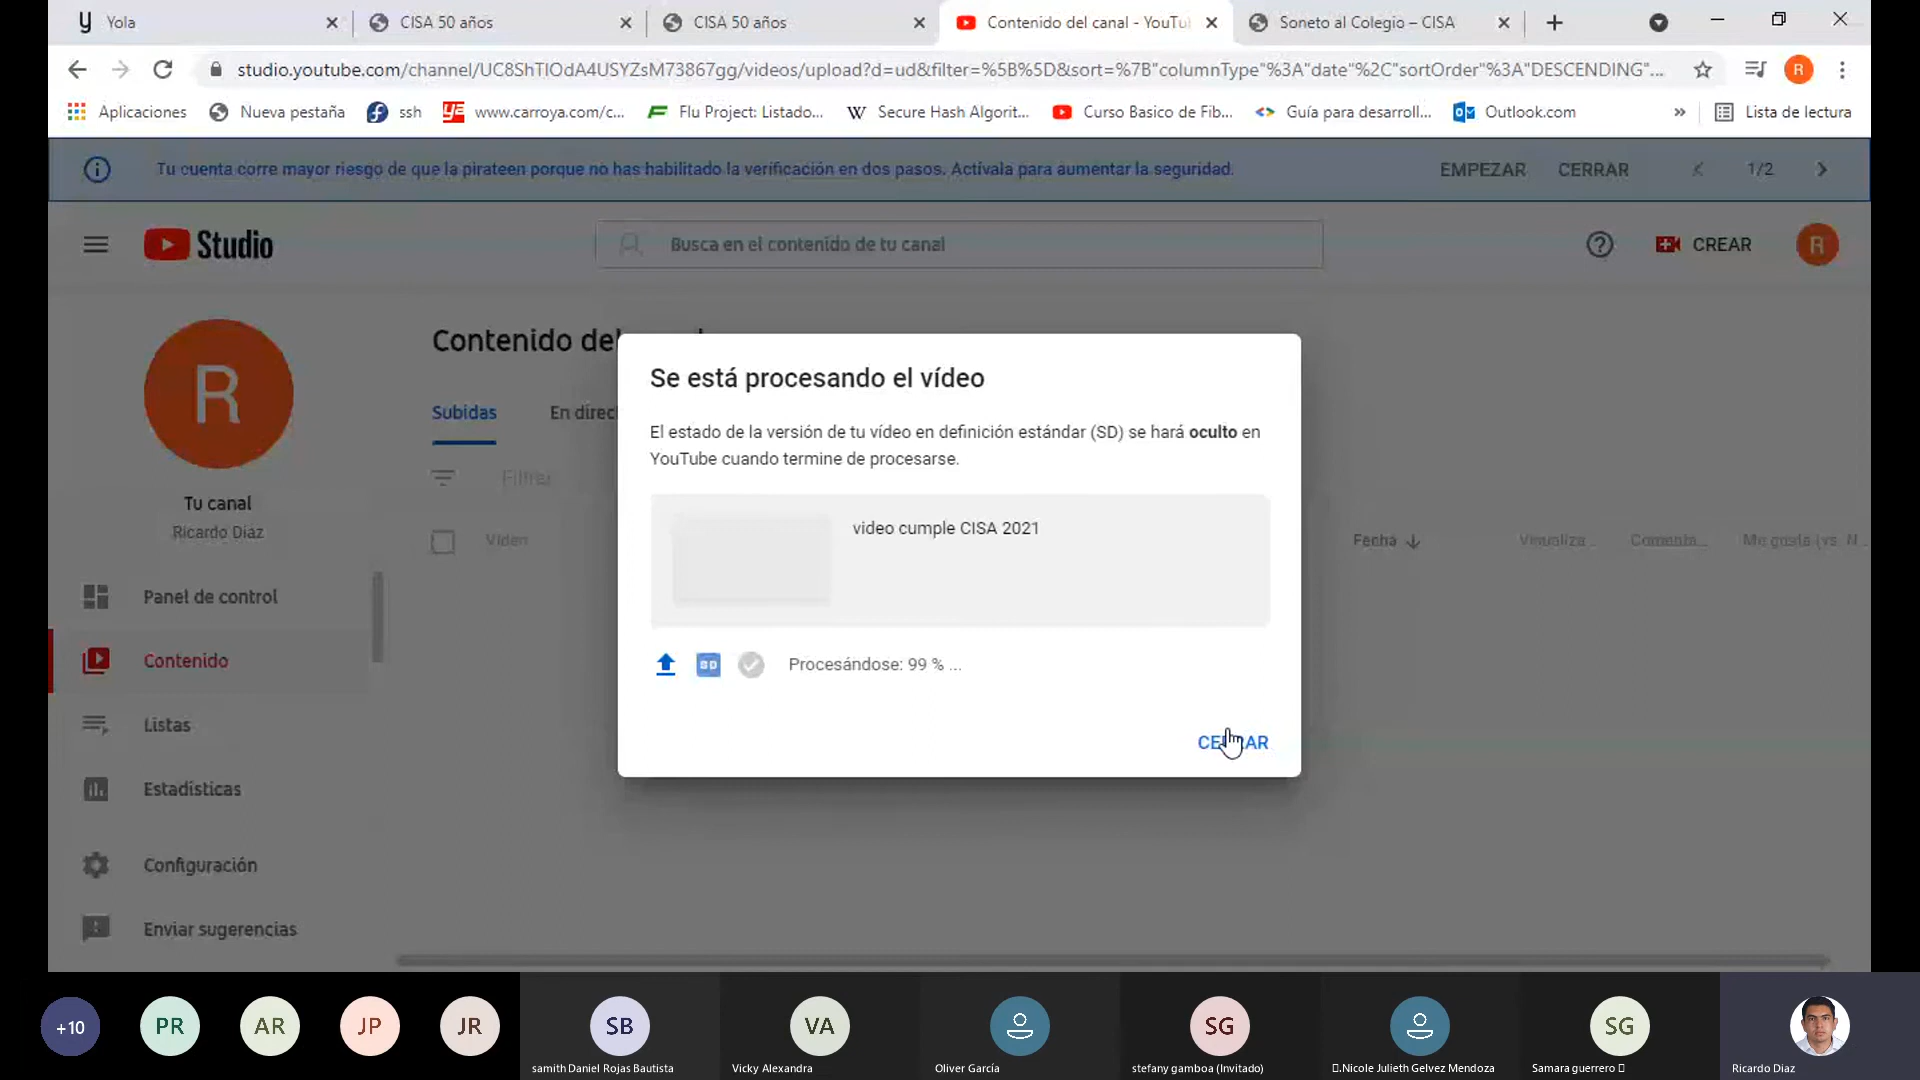 Yola
CISA 50 años
CISA 50 años
Contenido del canal - YouTu
Soneto al Colegio – CISA
studio.youtube.com/channel/UC8ShTIOdA4USYZsM73867gg/videos/upload?d=ud&filter=%5B%5D&sort=%7B"columnType"%3A"date"%2C"sortOrder"%3A"DESCENDING"...
R
Aplicaciones
Nueva pestaña
ssh
www.carroya.com/c...
Flu Project: Listado...
Secure Hash Algorit...
Curso Basico de Fib...
Guía para desarroll...
Outlook.com
»
Lista de lectura
Tu cuenta corre mayor riesgo de que la pirateen porque no has habilitado la verificación en dos pasos. Actívala para aumentar la seguridad.
EMPEZAR
CERRAR
1/2
Studio
Busca en el contenido de tu canal
CREAR
R
R
Tu canal
Ricardo Diaz
Panel de control
Contenido
Listas
Estadísticas
Configuración
Enviar sugerencias
Contenido del
Subidas
En direc
Filtrar
Vídeo
Fecha
Visualiza...
Comenta...
Me gusta (vs. N...
Se está procesando el vídeo
El estado de la versión de tu vídeo en definición estándar (SD) se hará oculto en
YouTube cuando termine de procesarse.
video cumple CISA 2021
SD
Procesándose: 99 % ...
CERRAR
+10
PR
AR
JP
JR
SB
samith Daniel Rojas Bautista
VA
Vicky Alexandra
Oliver García
SG
stefany gamboa (Invitado)
.Nicole Julieth Gelvez Mendoza
SG
Samara guerrero
Ricardo Diaz